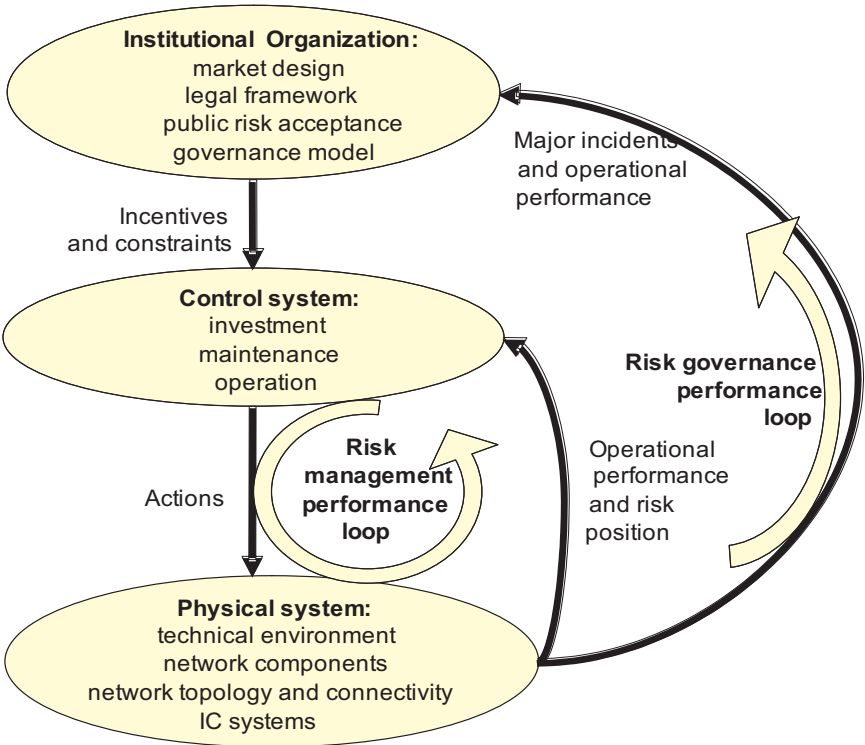 Institutional Organization:
market design
legal framework
public risk acceptance
governance model
Major incidents
and operational
performance
Incentives
and constraints
Control system:
investment
maintenance
operation
Risk governance
performance
loop
Risk
management
performance
loop
Operational
performance
and risk
position
Actions
Physical system:
technical environment
network components
network topology and connectivity
IC systems